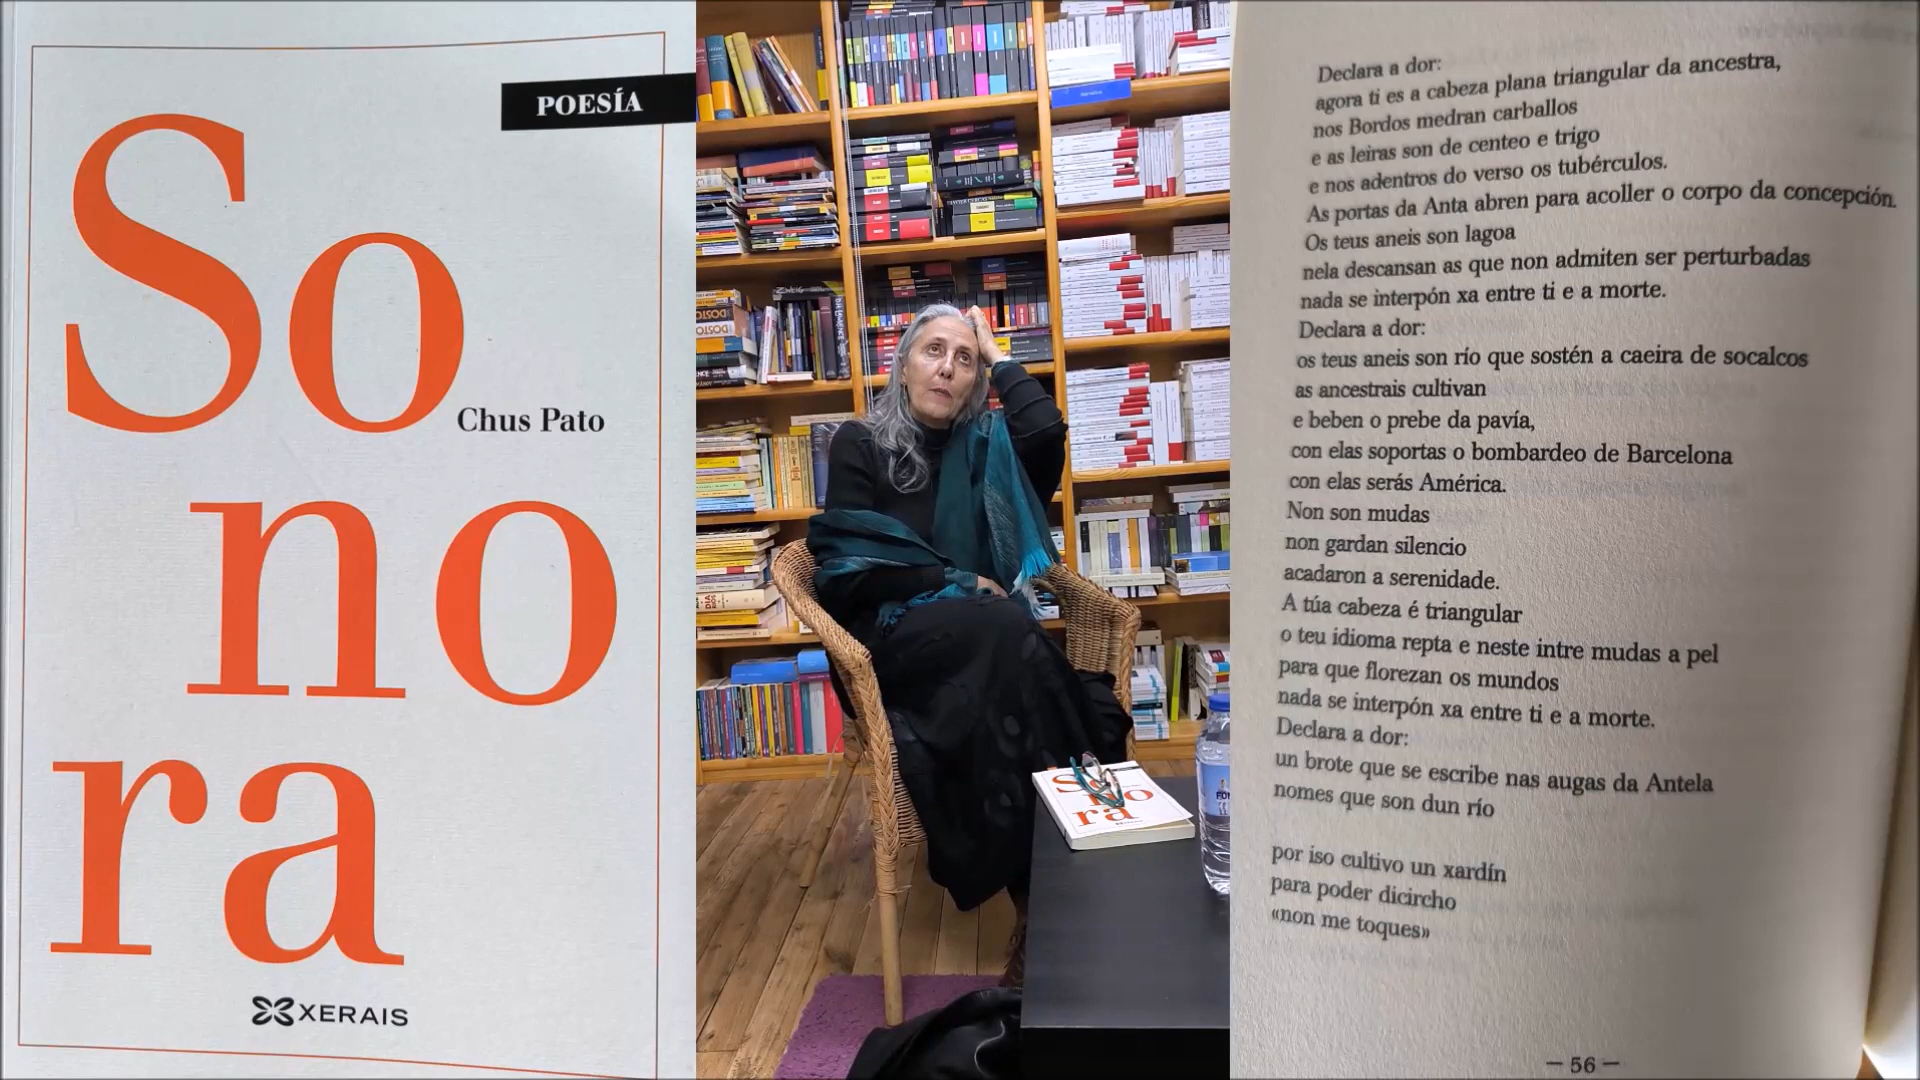 POESÍA
So
Chus Pato
no
ra
XERAIS
So
no
ra
Declara a dor:
agora ti es a cabeza plana triangular da ancestra,
nos Bordos medran carballos
e as leiras son de centeo e trigo
e nos adentros do verso os tubérculos.
As portas da Anta abren para acoller o corpo da concepción.
Os teus aneis son lagoa
nela descansan as que non admiten ser perturbadas
nada se interpón xa entre ti e a morte.
Declara a dor:
os teus aneis son río que sostén a caeira de socalcos
as ancestrais cultivan
e beben o prebe da pavía,
con elas soportas o bombardeo de Barcelona
con elas serás América.
Non son mudas
non gardan silencio
acadaron a serenidade.
A túa cabeza é triangular
o teu idioma repta e neste intre mudas a pel
para que florezan os mundos
nada se interpón xa entre ti e a morte.
Declara a dor:
un brote que se escribe nas augas da Antela
nomes que son dun río
por iso cultivo un xardín
para poder dicircho
«non me toques»
— 56 —